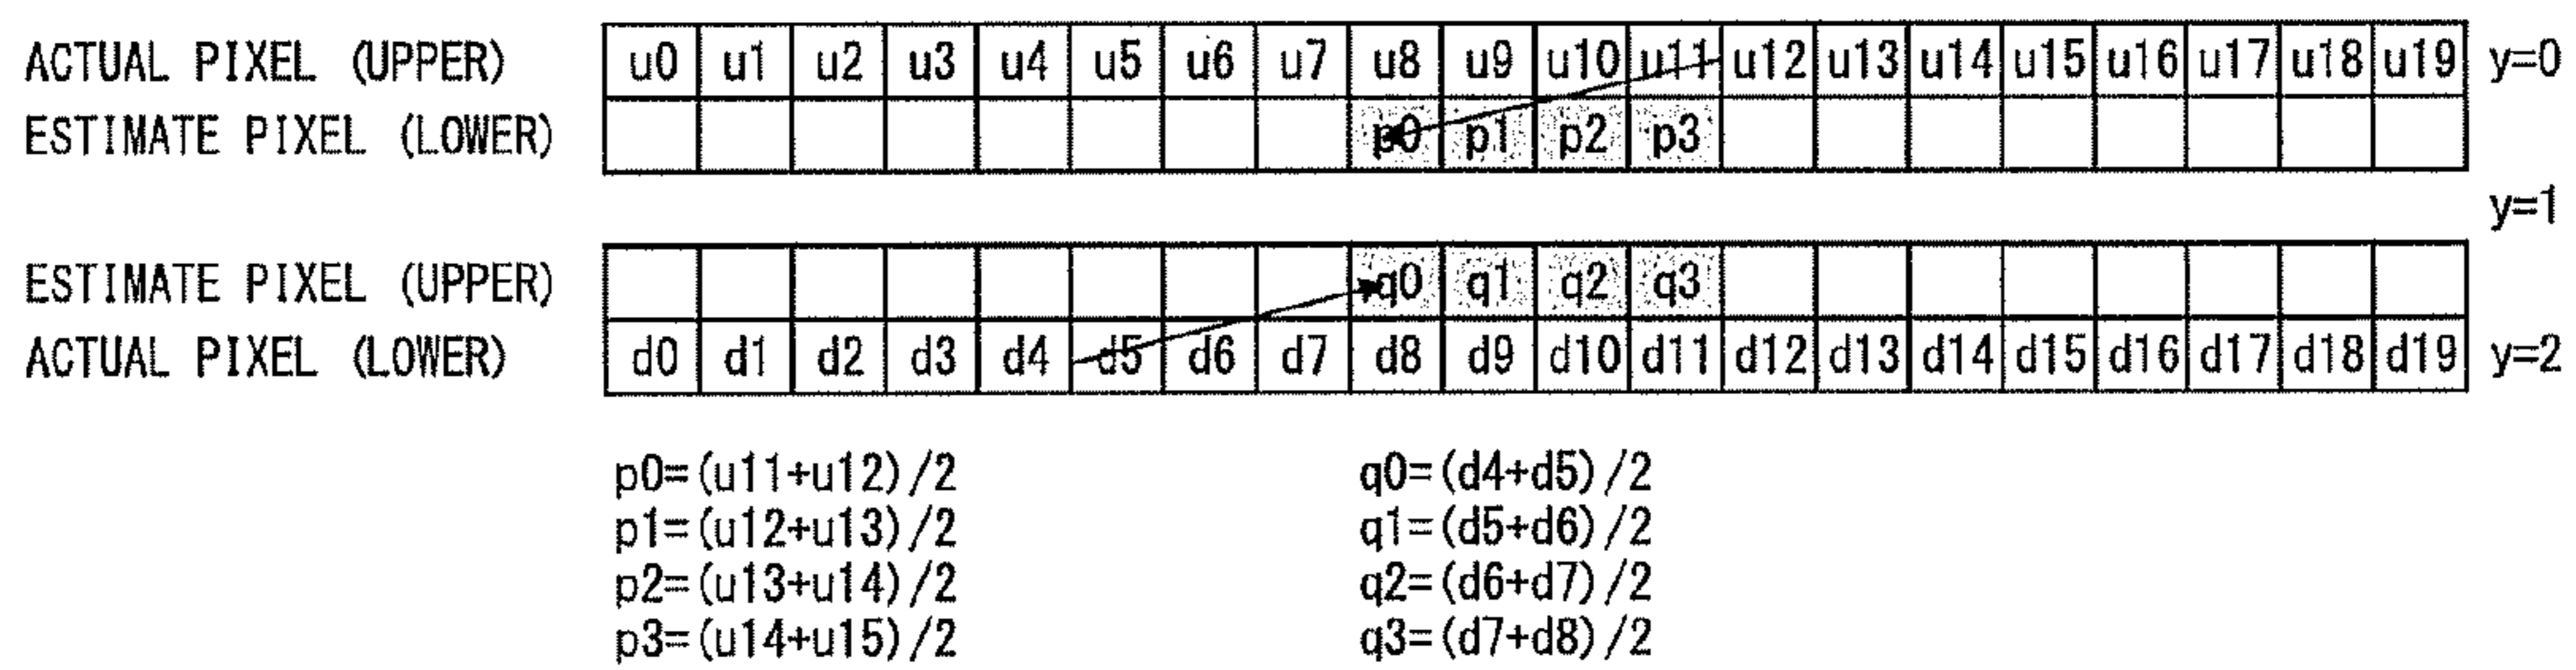 ACTUAL PIXEL (UPPER) u0 u1 u2 u3 u4 u5 u6 u7 u8 u9 u10 u11 u12 u13 u14 u15 u16 u17 u18 u19 y=0
ESTIMATE PIXEL (LOWER) p0 p1 p2 p3
y=1
ESTIMATE PIXEL (UPPER) q0 q1 q2 q3
ACTUAL PIXEL (LOWER) d0 d1 d2 d3 d4 d5 d6 d7 d8 d9 d10 d11 d12 d13 d14 d15 d16 d17 d18 d19 y=2
p0=(u11+u12)/2 q0=(d4+d5)/2
p1=(u12+u13)/2 q1=(d5+d6)/2
p2=(u13+u14)/2 q2=(d6+d7)/2
p3=(u14+u15)/2 q3=(d7+d8)/2